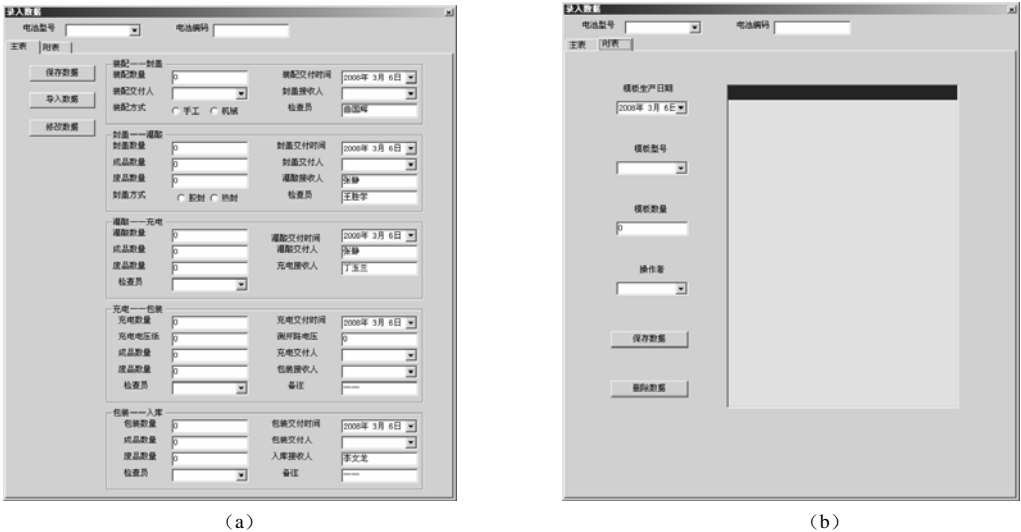 录入数据
电池型号 电池编码
主表 附表
保存数据
导入数据
修改数据
装配——封盖
装配数量 0 装配交付时间 2008年 3月 6日
装配交付人 封盖接收人
装配方式 手工 机械 检查员 曲国辉
封盖——灌酸
封盖数量 0 封盖交付时间 2008年 3月 6日
成品数量 0 封盖交付人
废品数量 0 灌酸接收人 张静
封盖方式 胶封 热封 检查员 王胜学
灌酸——充电
灌酸数量 0 灌酸交付时间 2008年 3月 6日
成品数量 0 灌酸交付人 张静
废品数量 0 充电接收人 丁玉兰
检查员
充电——包装
充电数量 0 充电交付时间 2008年 3月 6日
充电电压纸 0 测开路电压 0
成品数量 0 充电交付人
废品数量 0 包装接收人
检查员 备注 ——
包装——入库
包装数量 0 包装交付时间 2008年 3月 6日
成品数量 0 包装交付人
废品数量 0 入库接收人 李文龙
检查员 备注 ——
(a)
录入数据
电池型号 电池编码
主表 附表
模板生产日期
2008年 3月 6日
模板型号
模板数量
0
操作者
保存数据
删除数据
(b)